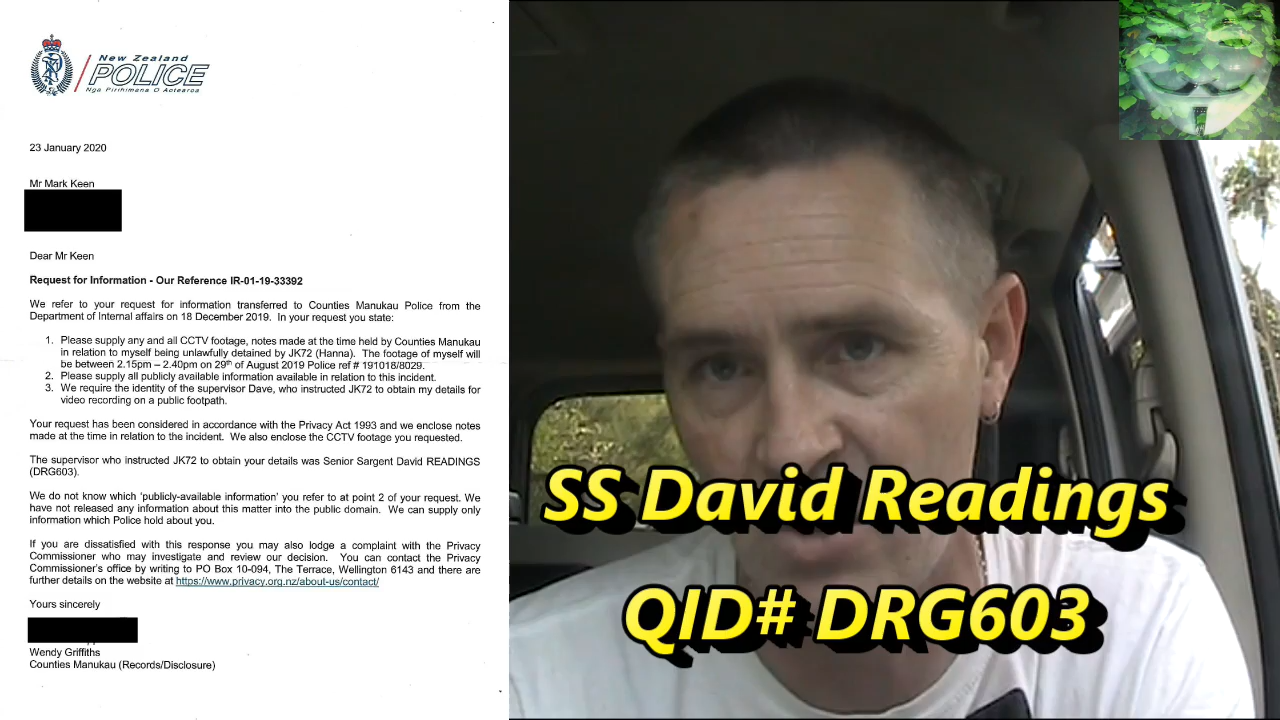 New Zealand
POLICE
Nga Pirihimana O Aotearoa
23 January 2020
Mr Mark Keen
Dear Mr Keen
Request for Information - Our Reference IR-01-19-33392
We refer to your request for information transferred to Counties Manukau Police from the
Department of Internal affairs on 18 December 2019. In your request you state:
1. Please supply any and all CCTV footage, notes made at the time held by Counties Manukau
in relation to myself being unlawfully detained by JK72 (Hanna). The footage of myself will
be between 2.15pm – 2.40pm on 29th of August 2019 Police ref # 191018/8029.
2. Please supply all publicly available information available in relation to this incident.
3. We require the identity of the supervisor Dave, who instructed JK72 to obtain my details for
video recording on a public footpath.
Your request has been considered in accordance with the Privacy Act 1993 and we enclose notes
made at the time in relation to the incident. We also enclose the CCTV footage you requested.
The supervisor who instructed JK72 to obtain your details was Senior Sargent David READINGS
(DRG603).
We do not know which 'publicly-available information' you refer to at point 2 of your request. We
have not released any information about this matter into the public domain. We can supply only
information which Police hold about you.
If you are dissatisfied with this response you may also lodge a complaint with the Privacy
Commissioner who may investigate and review our decision. You can contact the Privacy
Commissioner's office by writing to PO Box 10-094, The Terrace, Wellington 6143 and there are
further details on the website at https://www.privacy.org.nz/about-us/contact/
Yours sincerely
Wendy Griffiths
Counties Manukau (Records/Disclosure)
SS David Readings
QID# DRG603